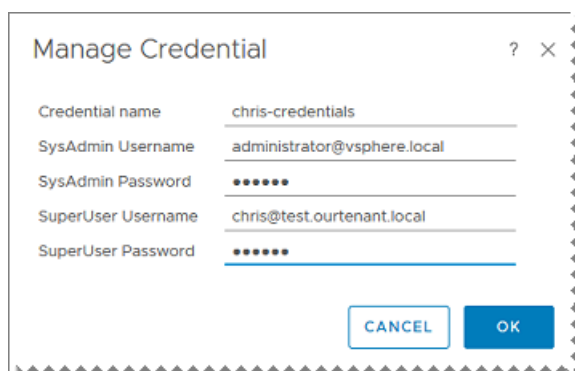 Manage Credential ? ×
Credential name chris-credentials
SysAdmin Username administrator@vsphere.local
SysAdmin Password ••••••
SuperUser Username chris@test.ourtenant.local
SuperUser Password ••••••
CANCEL OK